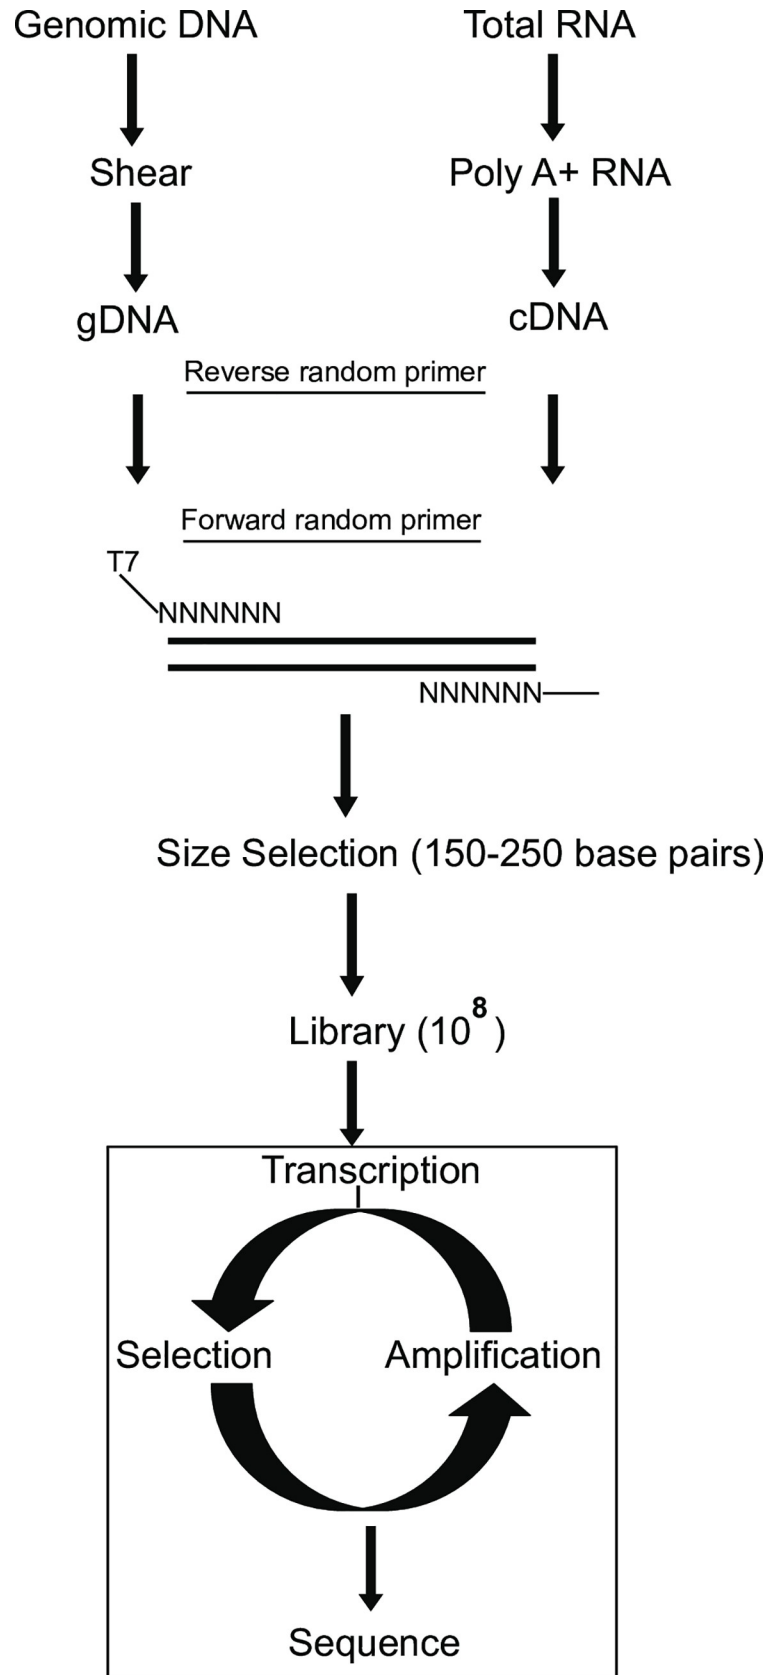 Genomic DNA
Total RNA
Shear
Poly A+ RNA
gDNA
cDNA
Reverse random primer
Forward random primer
T7
NNNNNN
NNNNNN
Size Selection (150-250 base pairs)
Library (10⁸ )
Transcription
Selection
Amplification
Sequence